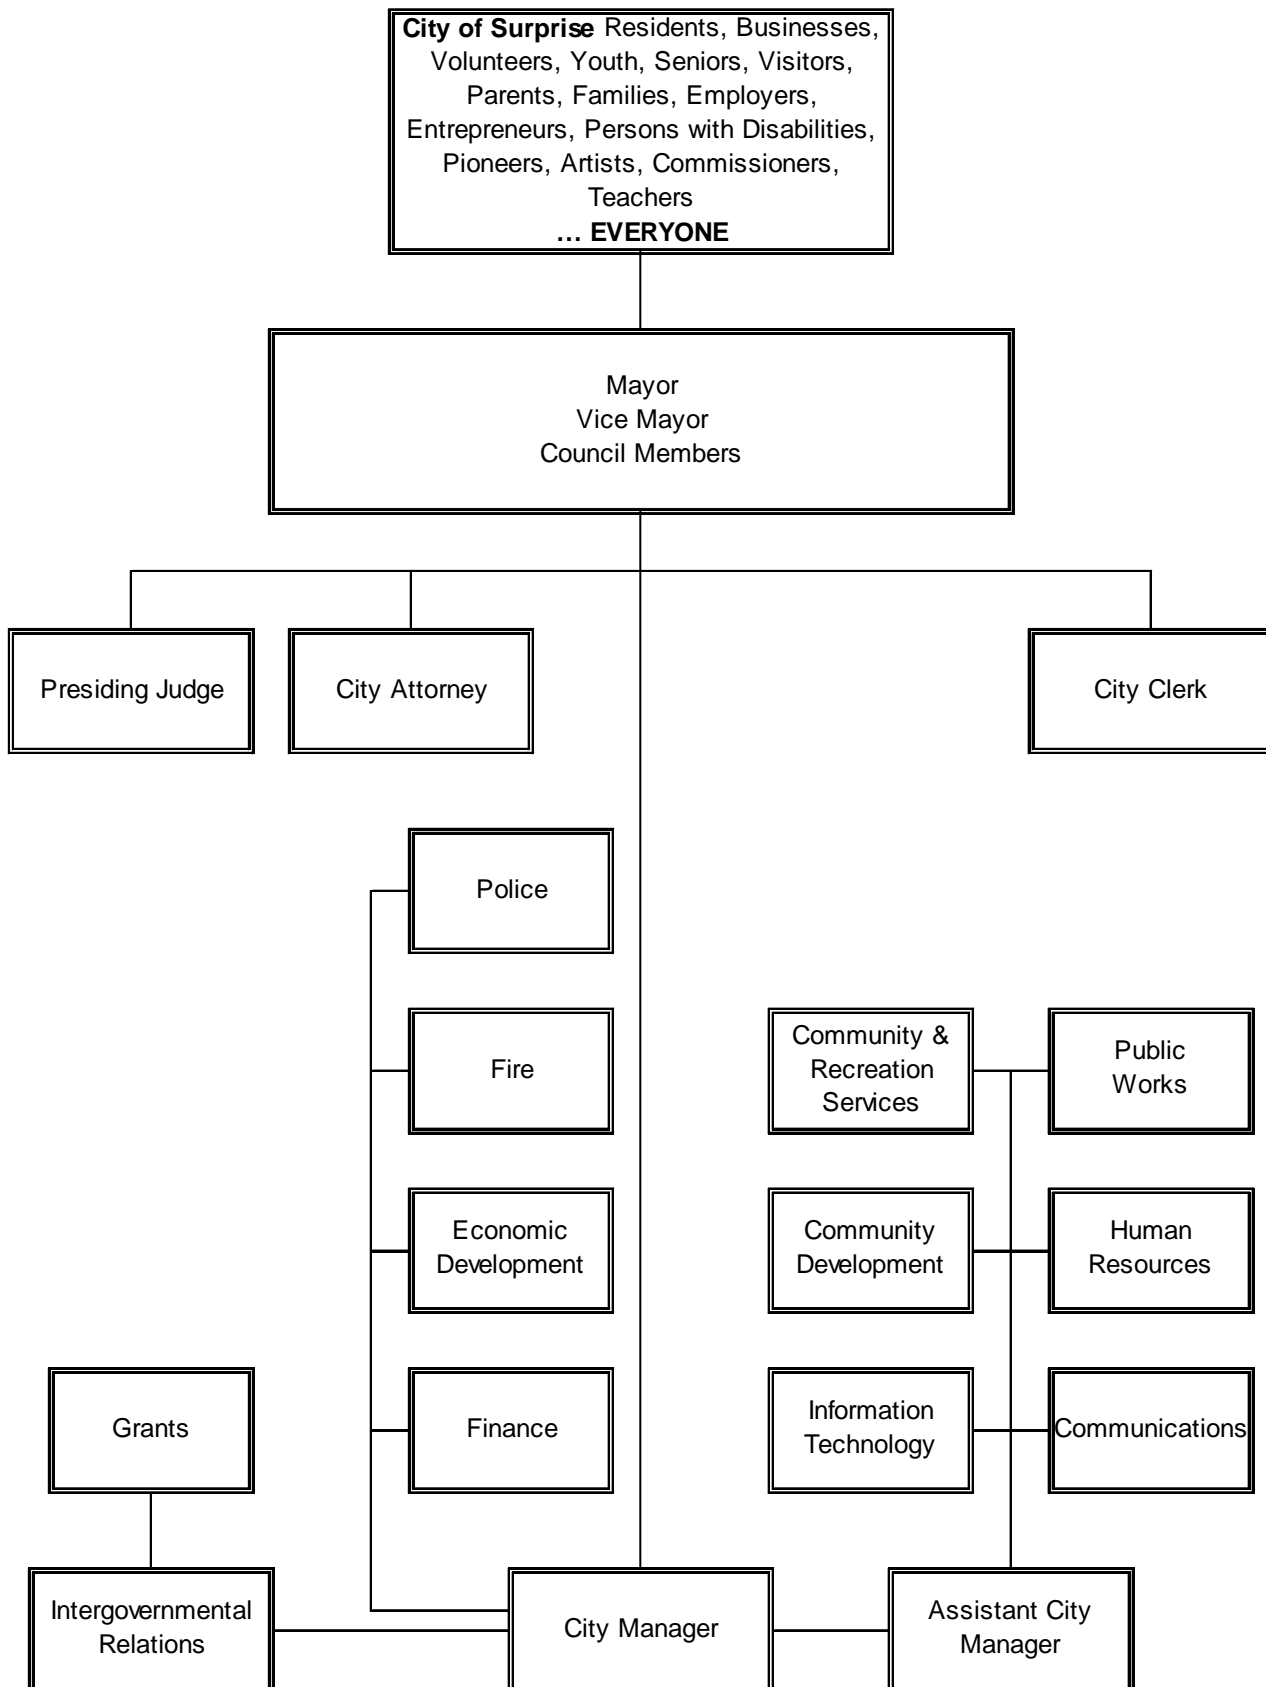 City of Surprise Residents, Businesses,
Volunteers, Youth, Seniors, Visitors,
Parents, Families, Employers,
Entrepreneurs, Persons with Disabilities,
Pioneers, Artists, Commissioners,
Teachers
... EVERYONE
Mayor
Vice Mayor
Council Members
Presiding Judge
City Attorney
City Clerk
Police
Fire
Community &
Recreation
Services
Public
Works
Economic
Development
Community
Development
Human
Resources
Grants
Finance
Information
Technology
Communications
Intergovernmental
Relations
City Manager
Assistant City
Manager